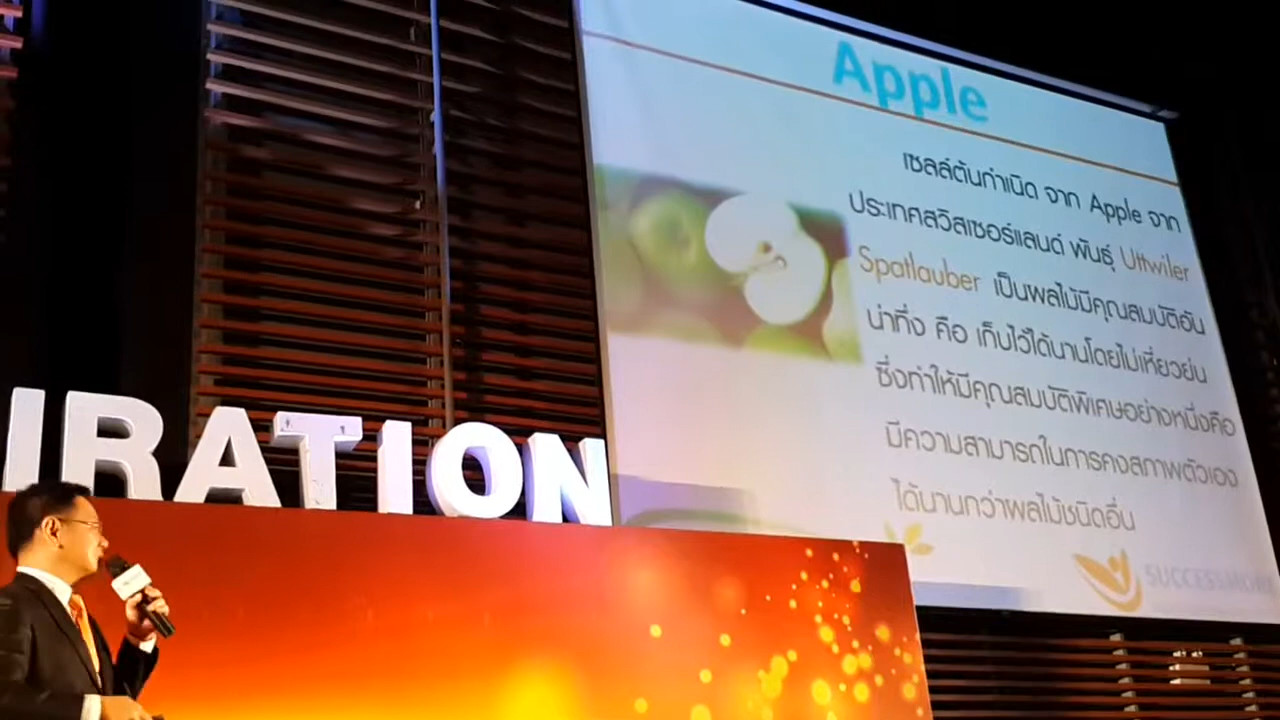 Apple
เซลล์ต้นกำเนิด จาก Apple จาก
ประเทศสวิสเซอร์แลนด์ พันธุ์ Uttwiler
Spatlauber เป็นผลไม้มีคุณสมบัติอัน
น่าทึ่ง คือ เก็บไว้ได้นานโดยไม่เหี่ยวย่น
ซึ่งทำให้มีคุณสมบัติพิเศษอย่างหนึ่งคือ
มีความสามารถในการคงสภาพตัวเอง
ได้นานกว่าผลไม้ชนิดอื่น
SUCCESSMORE
IRATION